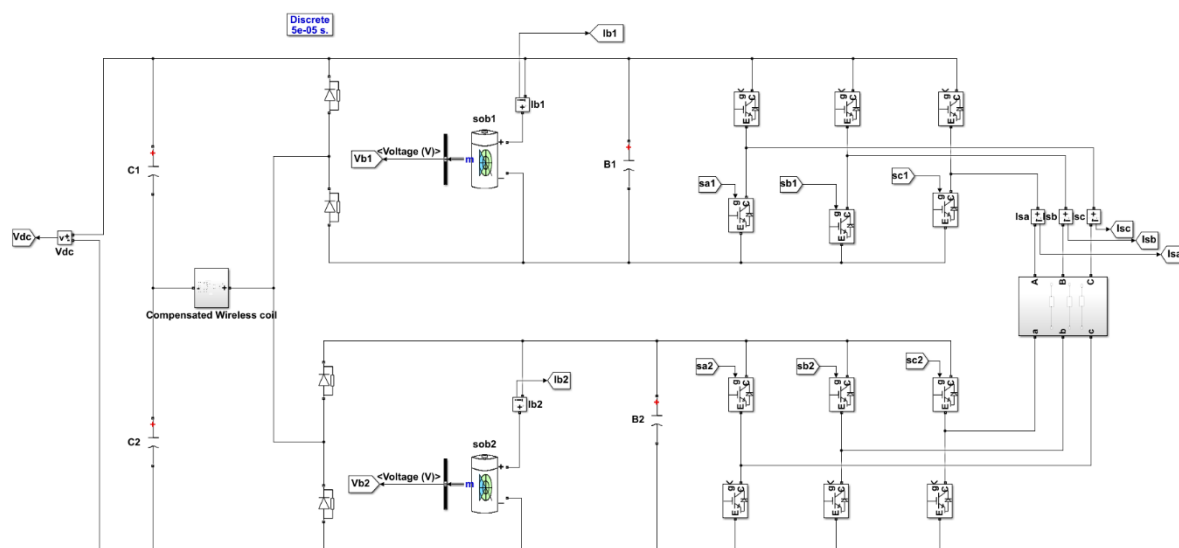 Discrete
5e-05 s.
Ib1
Ib1
sob1
<Voltage (V)>
Vb1
m
C1
B1
g
C
E
g
C
E
g
C
E
sa1
sb1
sc1
g
C
E
g
C
E
g
C
E
Isa
Isb
Isc
Isc
Isb
Isa
Vdc
Vdc
Compensated Wireless coil
A
B
C
a
b
c
sa2
sb2
sc2
g
C
E
g
C
E
g
C
E
Ib2
Ib2
C2
B2
sob2
<Voltage (V)>
Vb2
m
g
C
E
g
C
E
g
C
E